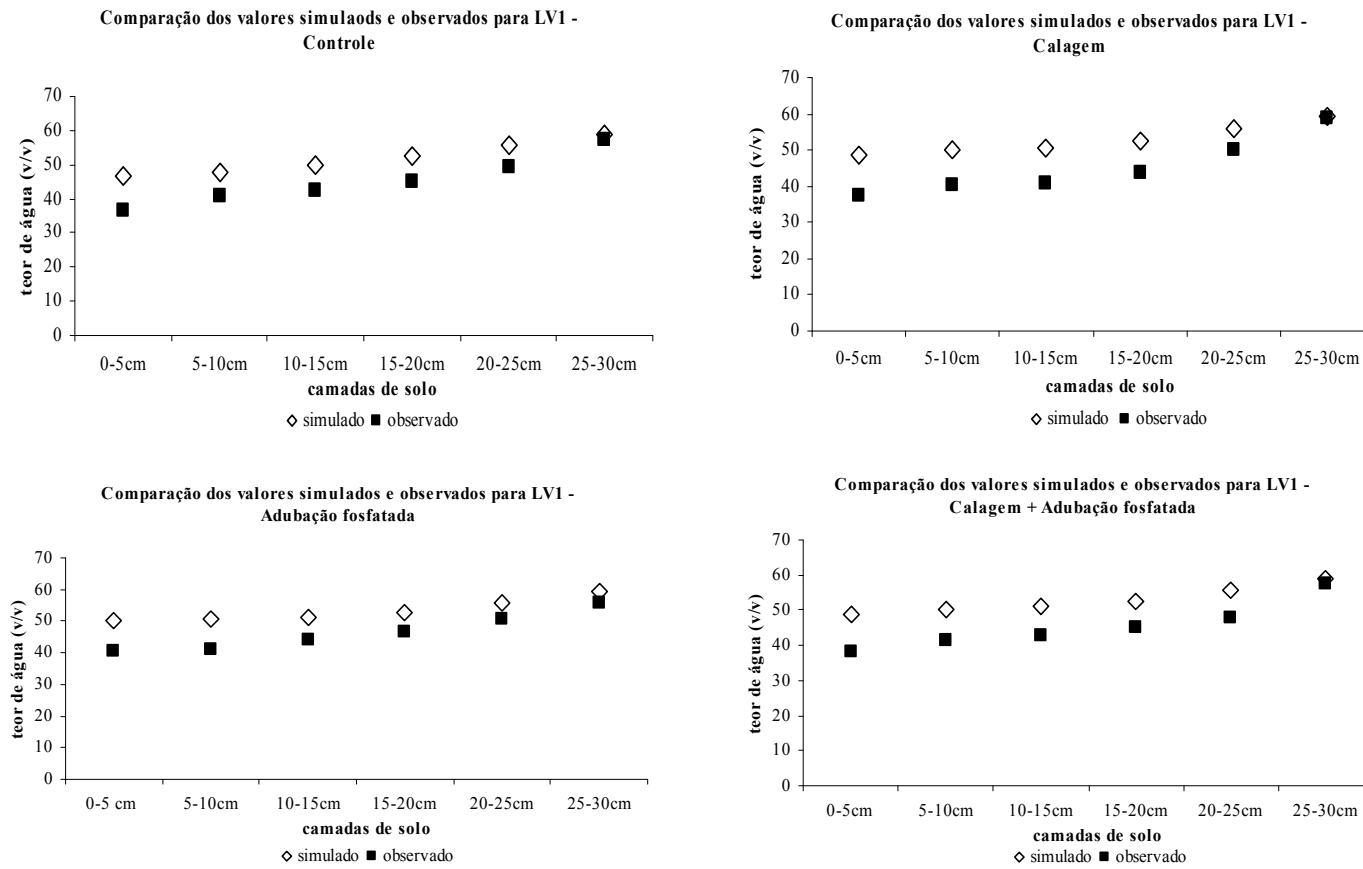 Comparação dos valores simulaods e observados para LV1 -
Controle
70
60
50
40
30
20
10
0
teor de água (v/v)
0-5cm 5-10cm 10-15cm 15-20cm 20-25cm 25-30cm
camadas de solo
simulado observado
Comparação dos valores simulados e observados para LV1 -
Calagem
70
60
50
40
30
20
10
0
teor de água (v/v)
0-5cm 5-10cm 10-15cm 15-20cm 20-25cm 25-30cm
camadas de solo
simulado observado
Comparação dos valores simulados e observados para LV1 -
Adubação fosfatada
70
60
50
40
30
20
10
0
teor de água (v/v)
0-5 cm 5-10cm 10-15cm 15-20cm 20-25cm 25-30cm
camadas de solo
simulado observado
Comparação dos valores simulados e observados para LV1 -
Calagem + Adubação fosfatada
70
60
50
40
30
20
10
0
teor de água (v/v)
0-5cm 5-10cm 10-15cm 15-20cm 20-25cm 25-30cm
camadas de solo
simulado observado